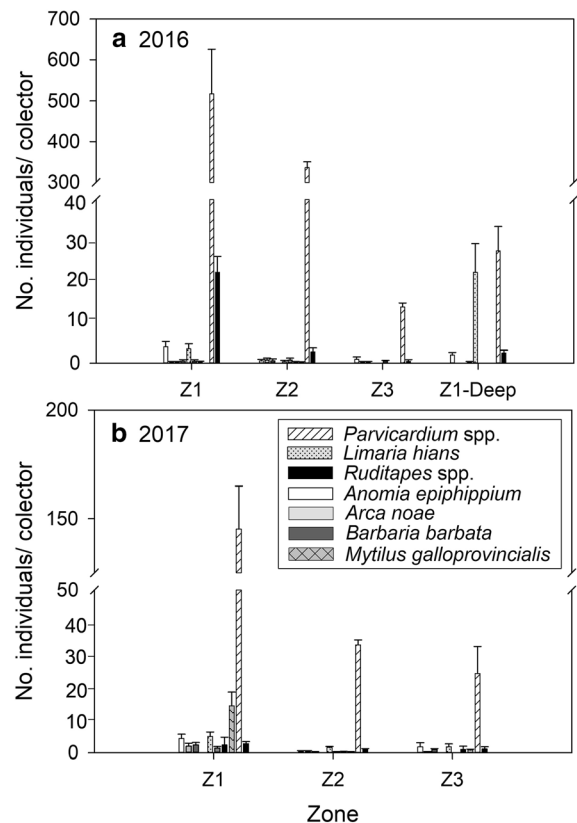 a 2016
No. individuals/ colector
700
600
500
400
300
40
30
20
10
0
Z1 Z2 Z3 Z1-Deep
b 2017
No. individuals/ colector
200
150
50
40
30
20
10
0
Parvicardium spp.
Limaria hians
Ruditapes spp.
Anomia epiphippium
Arca noae
Barbaria barbata
Mytilus galloprovincialis
Z1 Z2 Z3
Zone